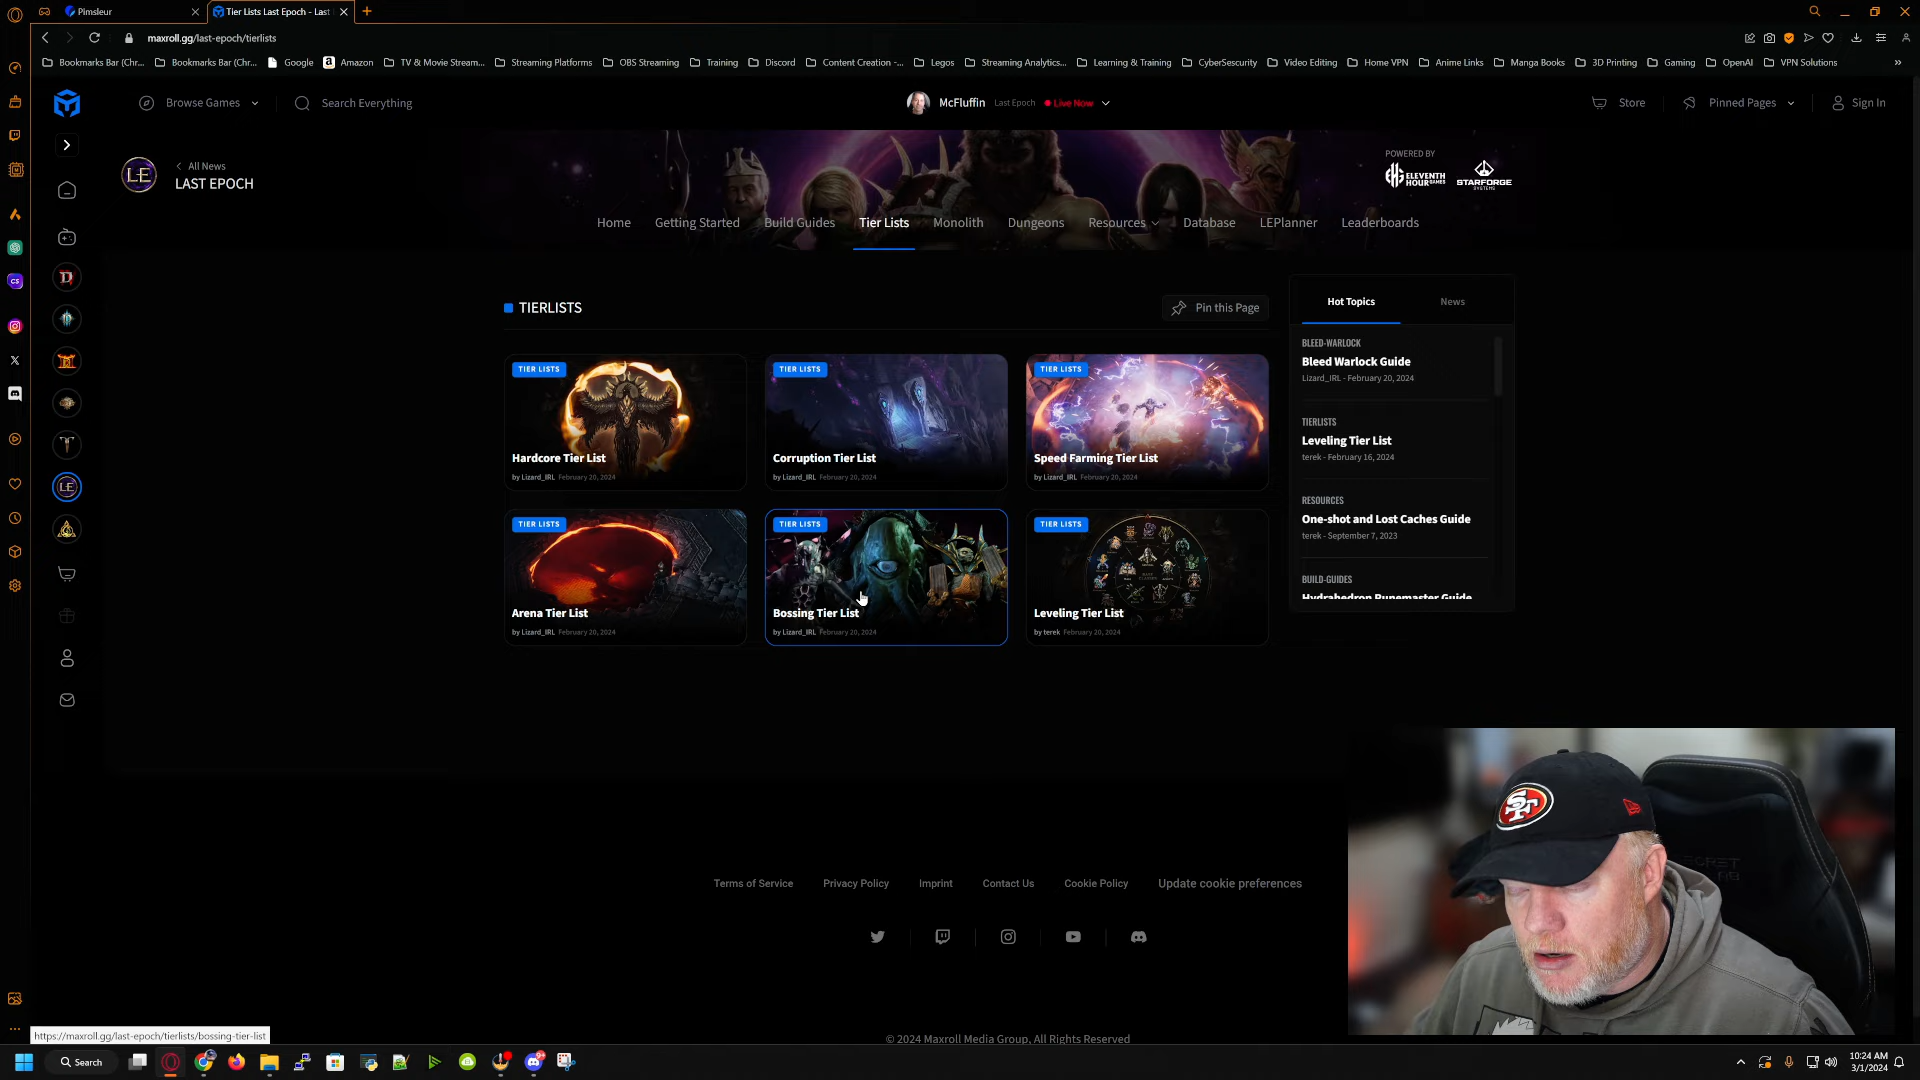 Pimsleur
Tier Lists Last Epoch - Last
maxroll.gg/last-epoch/tierlists
Bookmarks Bar (Chr...
Bookmarks Bar (Chr...
Google
Amazon
TV & Movie Stream...
Streaming Platforms
OBS Streaming
Training
Discord
Content Creation -...
Legos
Streaming Analytics...
Learning & Training
CyberSescurity
Video Editing
Home VPN
Anime Links
Manga Books
3D Printing
Gaming
OpenAI
VPN Solutions
Browse Games
Search Everything
McFluffin
Last Epoch
Live Now
Store
Pinned Pages
Sign In
LE
All News
LAST EPOCH
POWERED BY
ELEVENTH HOUR GAMES
STARFORGE SYSTEMS
Home
Getting Started
Build Guides
Tier Lists
Monolith
Dungeons
Resources
Database
LEPlanner
Leaderboards
TIERLISTS
Pin this Page
TIER LISTS
Hardcore Tier List
by Lizard_IRL February 20, 2024
TIER LISTS
Corruption Tier List
by Lizard_IRL February 20, 2024
TIER LISTS
Speed Farming Tier List
by Lizard_IRL February 20, 2024
TIER LISTS
Arena Tier List
by Lizard_IRL February 20, 2024
TIER LISTS
Bossing Tier List
by Lizard_IRL February 20, 2024
TIER LISTS
Leveling Tier List
by terek February 20, 2024
Hot Topics
News
BLEED-WARLOCK
Bleed Warlock Guide
Lizard_IRL - February 20, 2024
TIERLISTS
Leveling Tier List
terek - February 16, 2024
RESOURCES
One-shot and Lost Caches Guide
terek - September 7, 2023
BUILD-GUIDES
Hydrahedron Runemaster Guide
CS
D
LE
SF
SECRET LAB
Terms of Service
Privacy Policy
Imprint
Contact Us
Cookie Policy
Update cookie preferences
https://maxroll.gg/last-epoch/tierlists/bossing-tier-list
© 2024 Maxroll Media Group, All Rights Reserved
Search
10:24 AM
3/1/2024